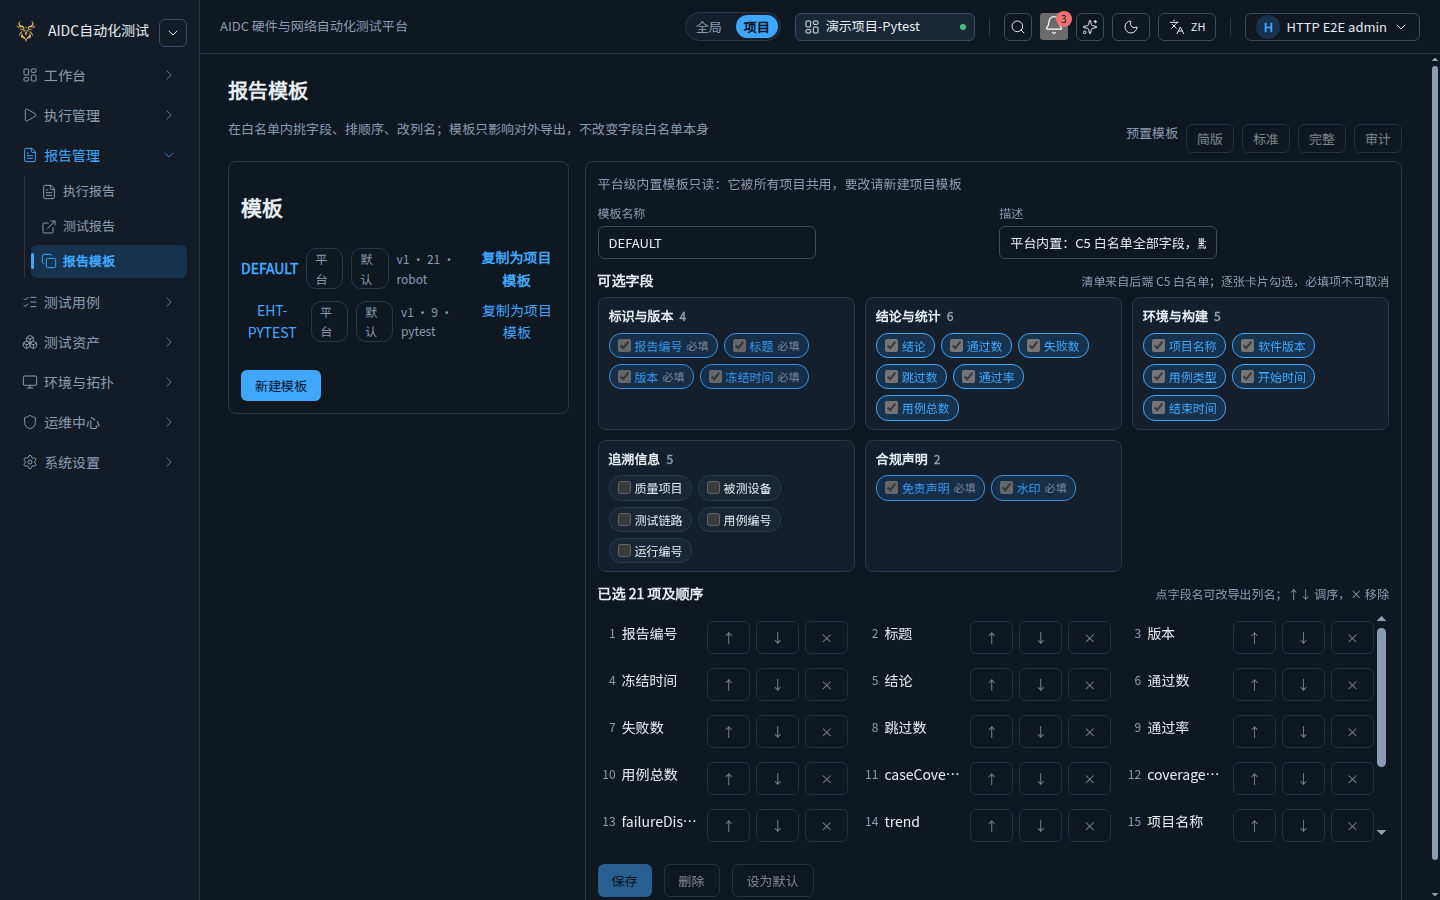 AIDC自动化测试
AIDC 硬件与网络自动化测试平台
全局
项目
演示项目-Pytest
3
ZH
H
HTTP E2E admin
工作台
执行管理
报告管理
执行报告
测试报告
报告模板
测试用例
测试资产
环境与拓扑
运维中心
系统设置
报告模板
在白名单内挑字段、排顺序、改列名；模板只影响对外导出，不改变字段白名单本身
预置模板
简版
标准
完整
审计
模板
DEFAULT
平台
默认
v1 · 21 · robot
复制为项目模板
EHT-PYTEST
平台
默认
v1 · 9 · pytest
复制为项目模板
新建模板
平台级内置模板只读：它被所有项目共用，要改请新建项目模板
模板名称
描述
DEFAULT
平台内置：C5 白名单全部字段，
可选字段
清单来自后端 C5 白名单；逐张卡片勾选，必填项不可取消
标识与版本 4
报告编号 必填
标题 必填
版本 必填
冻结时间 必填
结论与统计 6
结论
通过数
失败数
跳过数
通过率
用例总数
环境与构建 5
项目名称
软件版本
用例类型
开始时间
结束时间
追溯信息 5
质量项目
被测设备
测试链路
用例编号
运行编号
合规声明 2
免责声明 必填
水印 必填
已选 21 项及顺序
点字段名可改导出列名；↑↓ 调序，× 移除
1 报告编号 ↑ ↓ ×
2 标题 ↑ ↓ ×
3 版本 ↑ ↓ ×
4 冻结时间 ↑ ↓ ×
5 结论 ↑ ↓ ×
6 通过数 ↑ ↓ ×
7 失败数 ↑ ↓ ×
8 跳过数 ↑ ↓ ×
9 通过率 ↑ ↓ ×
10 用例总数 ↑ ↓ ×
11 caseCove… ↑ ↓ ×
12 coverage… ↑ ↓ ×
13 failureDis… ↑ ↓ ×
14 trend ↑ ↓ ×
15 项目名称 ↑ ↓ ×
保存
删除
设为默认